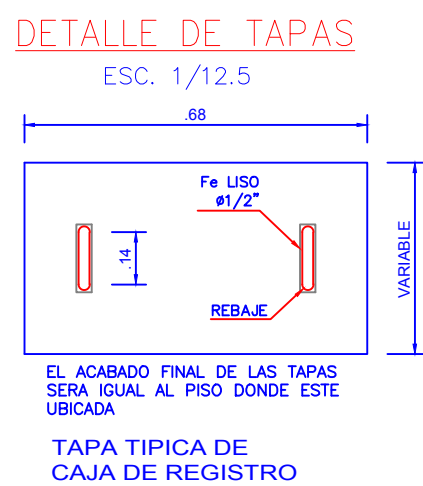 DETALLE DE TAPAS
ESC. 1/12.5
.68
Fe LISO
ø1/2"
.14
VARIABLE
REBAJE
EL ACABADO FINAL DE LAS TAPAS
SERA IGUAL AL PISO DONDE ESTE
UBICADA
TAPA TIPICA DE
CAJA DE REGISTRO